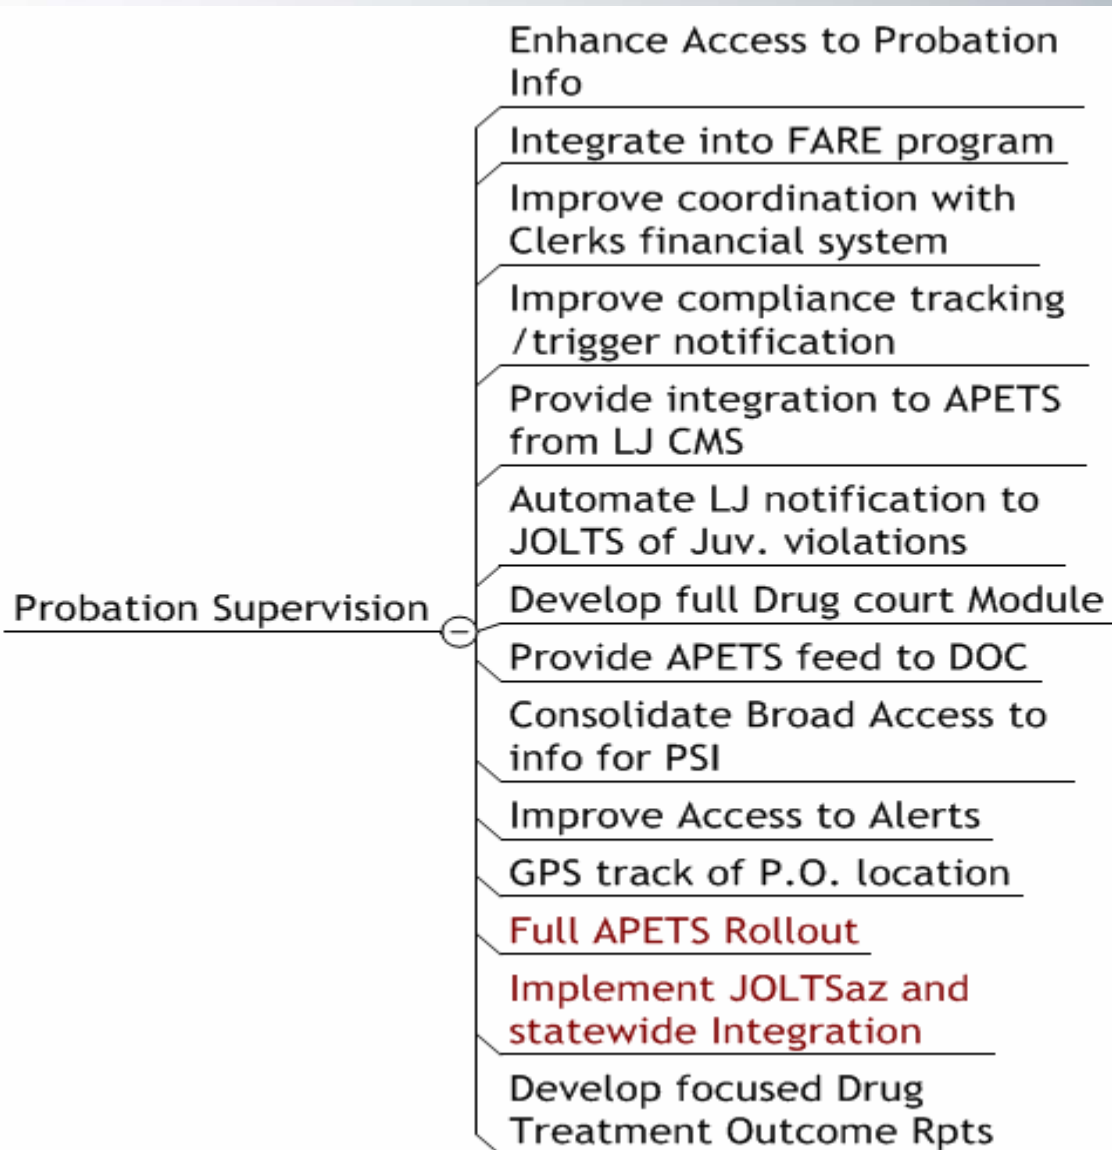 Enhance Access to Probation
Info
Integrate into FARE program
Improve coordination with
Clerks financial system
Improve compliance tracking
/trigger notification
Provide integration to APETS
from LJ CMS
Automate LJ notification to
JOLTS of Juv. violations
Probation Supervision
Develop full Drug court Module
Provide APETS feed to DOC
Consolidate Broad Access to
info for PSI
Improve Access to Alerts
GPS track of P.O. location
Full APETS Rollout
Implement JOLTSaz and
statewide Integration
Develop focused Drug
Treatment Outcome Rpts